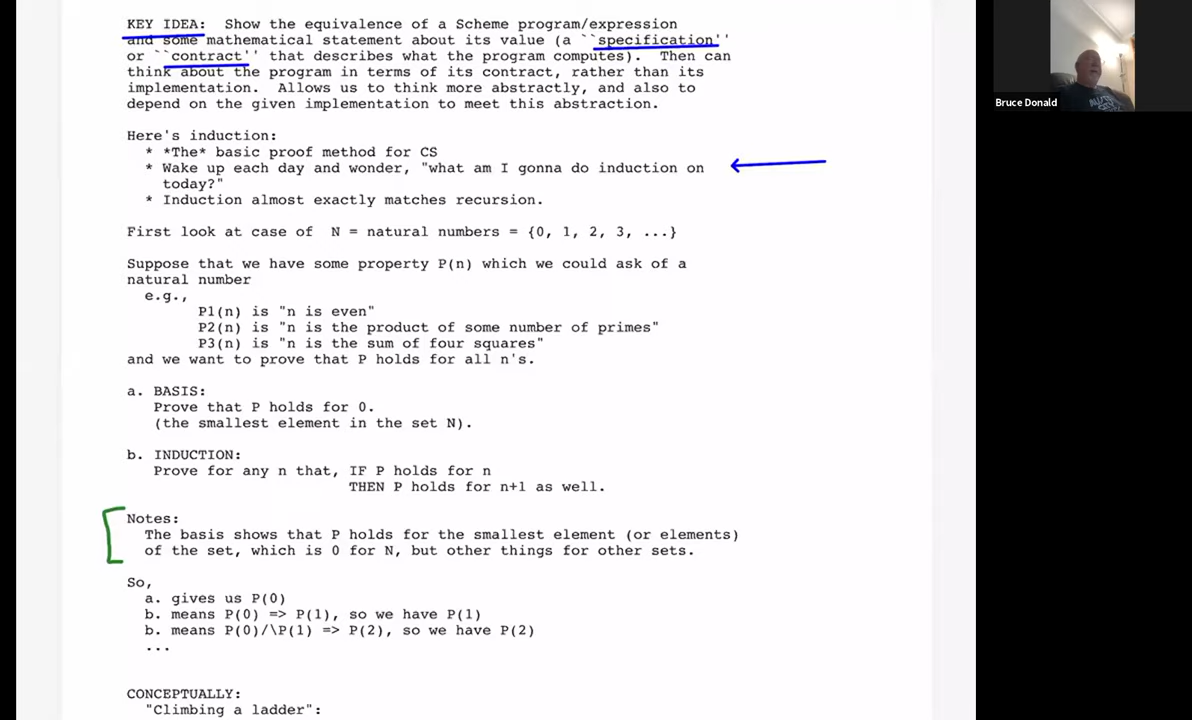 KEY IDEA:  Show the equivalence of a Scheme program/expression
and some mathematical statement about its value (a ``specification''
or ``contract'' that describes what the program computes).  Then can
think about the program in terms of its contract, rather than its
implementation.  Allows us to think more abstractly, and also to
depend on the given implementation to meet this abstraction.
Here's induction:
* *The* basic proof method for CS
* Wake up each day and wonder, "what am I gonna do induction on
today?"
* Induction almost exactly matches recursion.
First look at case of  N = natural numbers = {0, 1, 2, 3, ...}
Suppose that we have some property P(n) which we could ask of a
natural number
e.g.,
P1(n) is "n is even"
P2(n) is "n is the product of some number of primes"
P3(n) is "n is the sum of four squares"
and we want to prove that P holds for all n's.
a. BASIS:
Prove that P holds for 0.
(the smallest element in the set N).
b. INDUCTION:
Prove for any n that, IF P holds for n
THEN P holds for n+1 as well.
Notes:
The basis shows that P holds for the smallest element (or elements)
of the set, which is 0 for N, but other things for other sets.
So,
a. gives us P(0)
b. means P(0) => P(1), so we have P(1)
b. means P(0)/\P(1) => P(2), so we have P(2)
...
CONCEPTUALLY:
"Climbing a ladder":
Bruce Donald